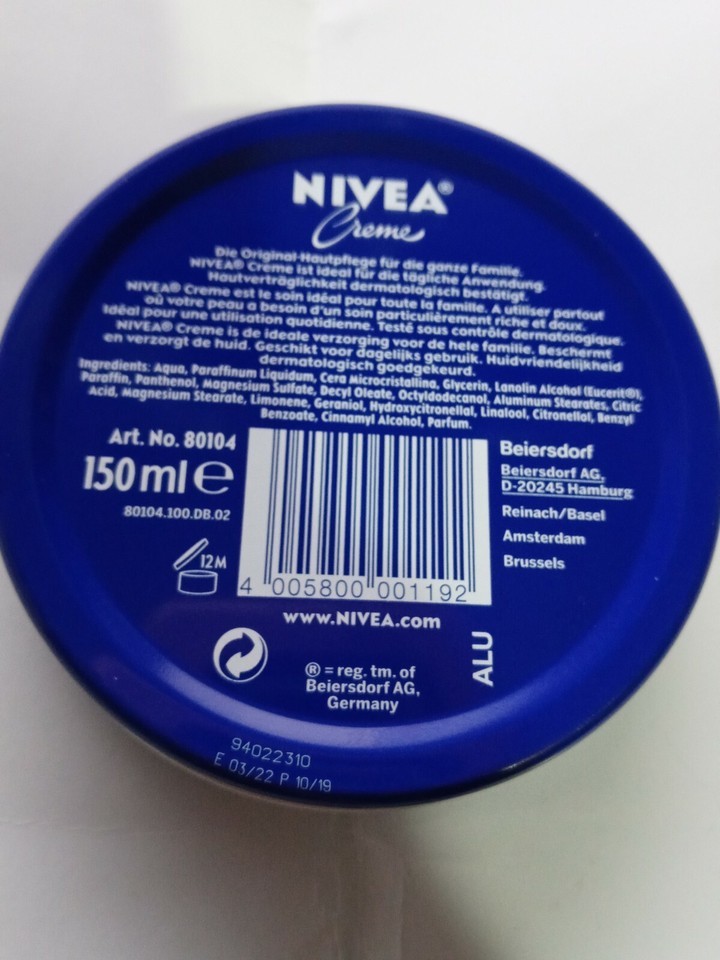 NIVEA®
Creme
Die Original-Hautpflege für die ganze Familie.
NIVEA® Creme ist ideal für die tägliche Anwendung.
Hautverträglichkeit dermatologisch bestätigt.
NIVEA® Creme est le soin idéal pour toute la famille. A utiliser partout
où votre peau a besoin d'un soin particulièrement riche et doux.
Idéal pour une utilisation quotidienne. Testé sous contrôle dermatologique.
NIVEA® Creme is de ideale verzorging voor de hele familie. Beschermt
en verzorgt de huid. Geschikt voor dagelijks gebruik. Huidvriendelijkheid
dermatologisch goedgekeurd.
Ingredients: Aqua, Paraffinum Liquidum, Cera Microcristallina, Glycerin, Lanolin Alcohol (Eucerit®),
Paraffin, Panthenol, Magnesium Sulfate, Decyl Oleate, Octyldodecanol, Aluminum Stearates, Citric
Acid, Magnesium Stearate, Limonene, Geraniol, Hydroxycitronellal, Linalool, Citronellol, Benzyl
Benzoate, Cinnamyl Alcohol, Parfum.
Art. No. 80104
150 ml e
80104.100.DB.02
12M
4 005800 001192
Beiersdorf
Beiersdorf AG,
D-20245 Hamburg
Reinach/Basel
Amsterdam
Brussels
www.NIVEA.com
® = reg. tm. of
Beiersdorf AG,
Germany
ALU
94022310
E 03/22 P 10/19